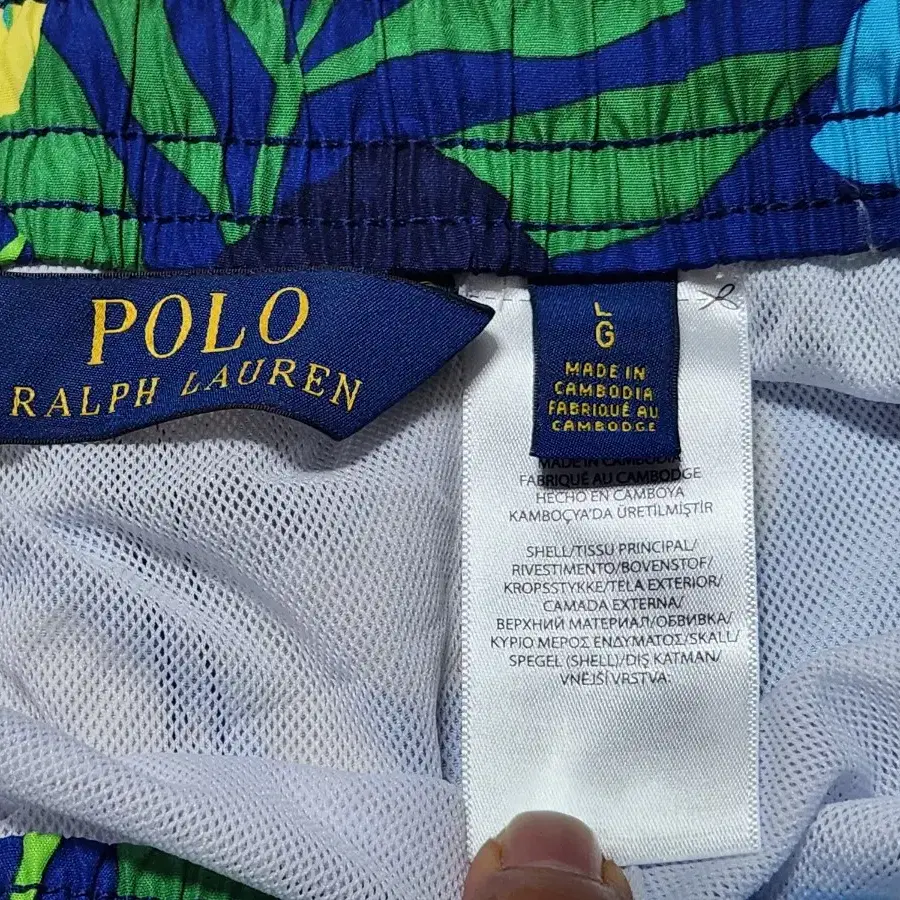 POLO
RALPH LAUREN
L
G
MADE IN
CAMBODIA
FABRIQUÉ AU
CAMBODGE
MADE IN CAMBODIA
FABRIQUÉ AU CAMBODGE
HECHO EN CAMBOYA
KAMBOÇYA'DA ÜRETİLMİŞTİR
SHELL/TISSU PRINCIPAL/
RIVESTIMENTO/BOVENSTOF/
KROPSSTYKKE/TELA EXTERIOR/
CAMADA EXTERNA/
ВЕРХНИЙ МАТЕРИАЛ/ОБВИВКА/
ΚΥΡΙΟ ΜΕΡΟΣ ΕΝΔΥΜΑΤΟΣ/SKALL/
SPEGEL (SHELL)/DIŞ KATMAN/
VNĚJŠÍ VRSTVA: